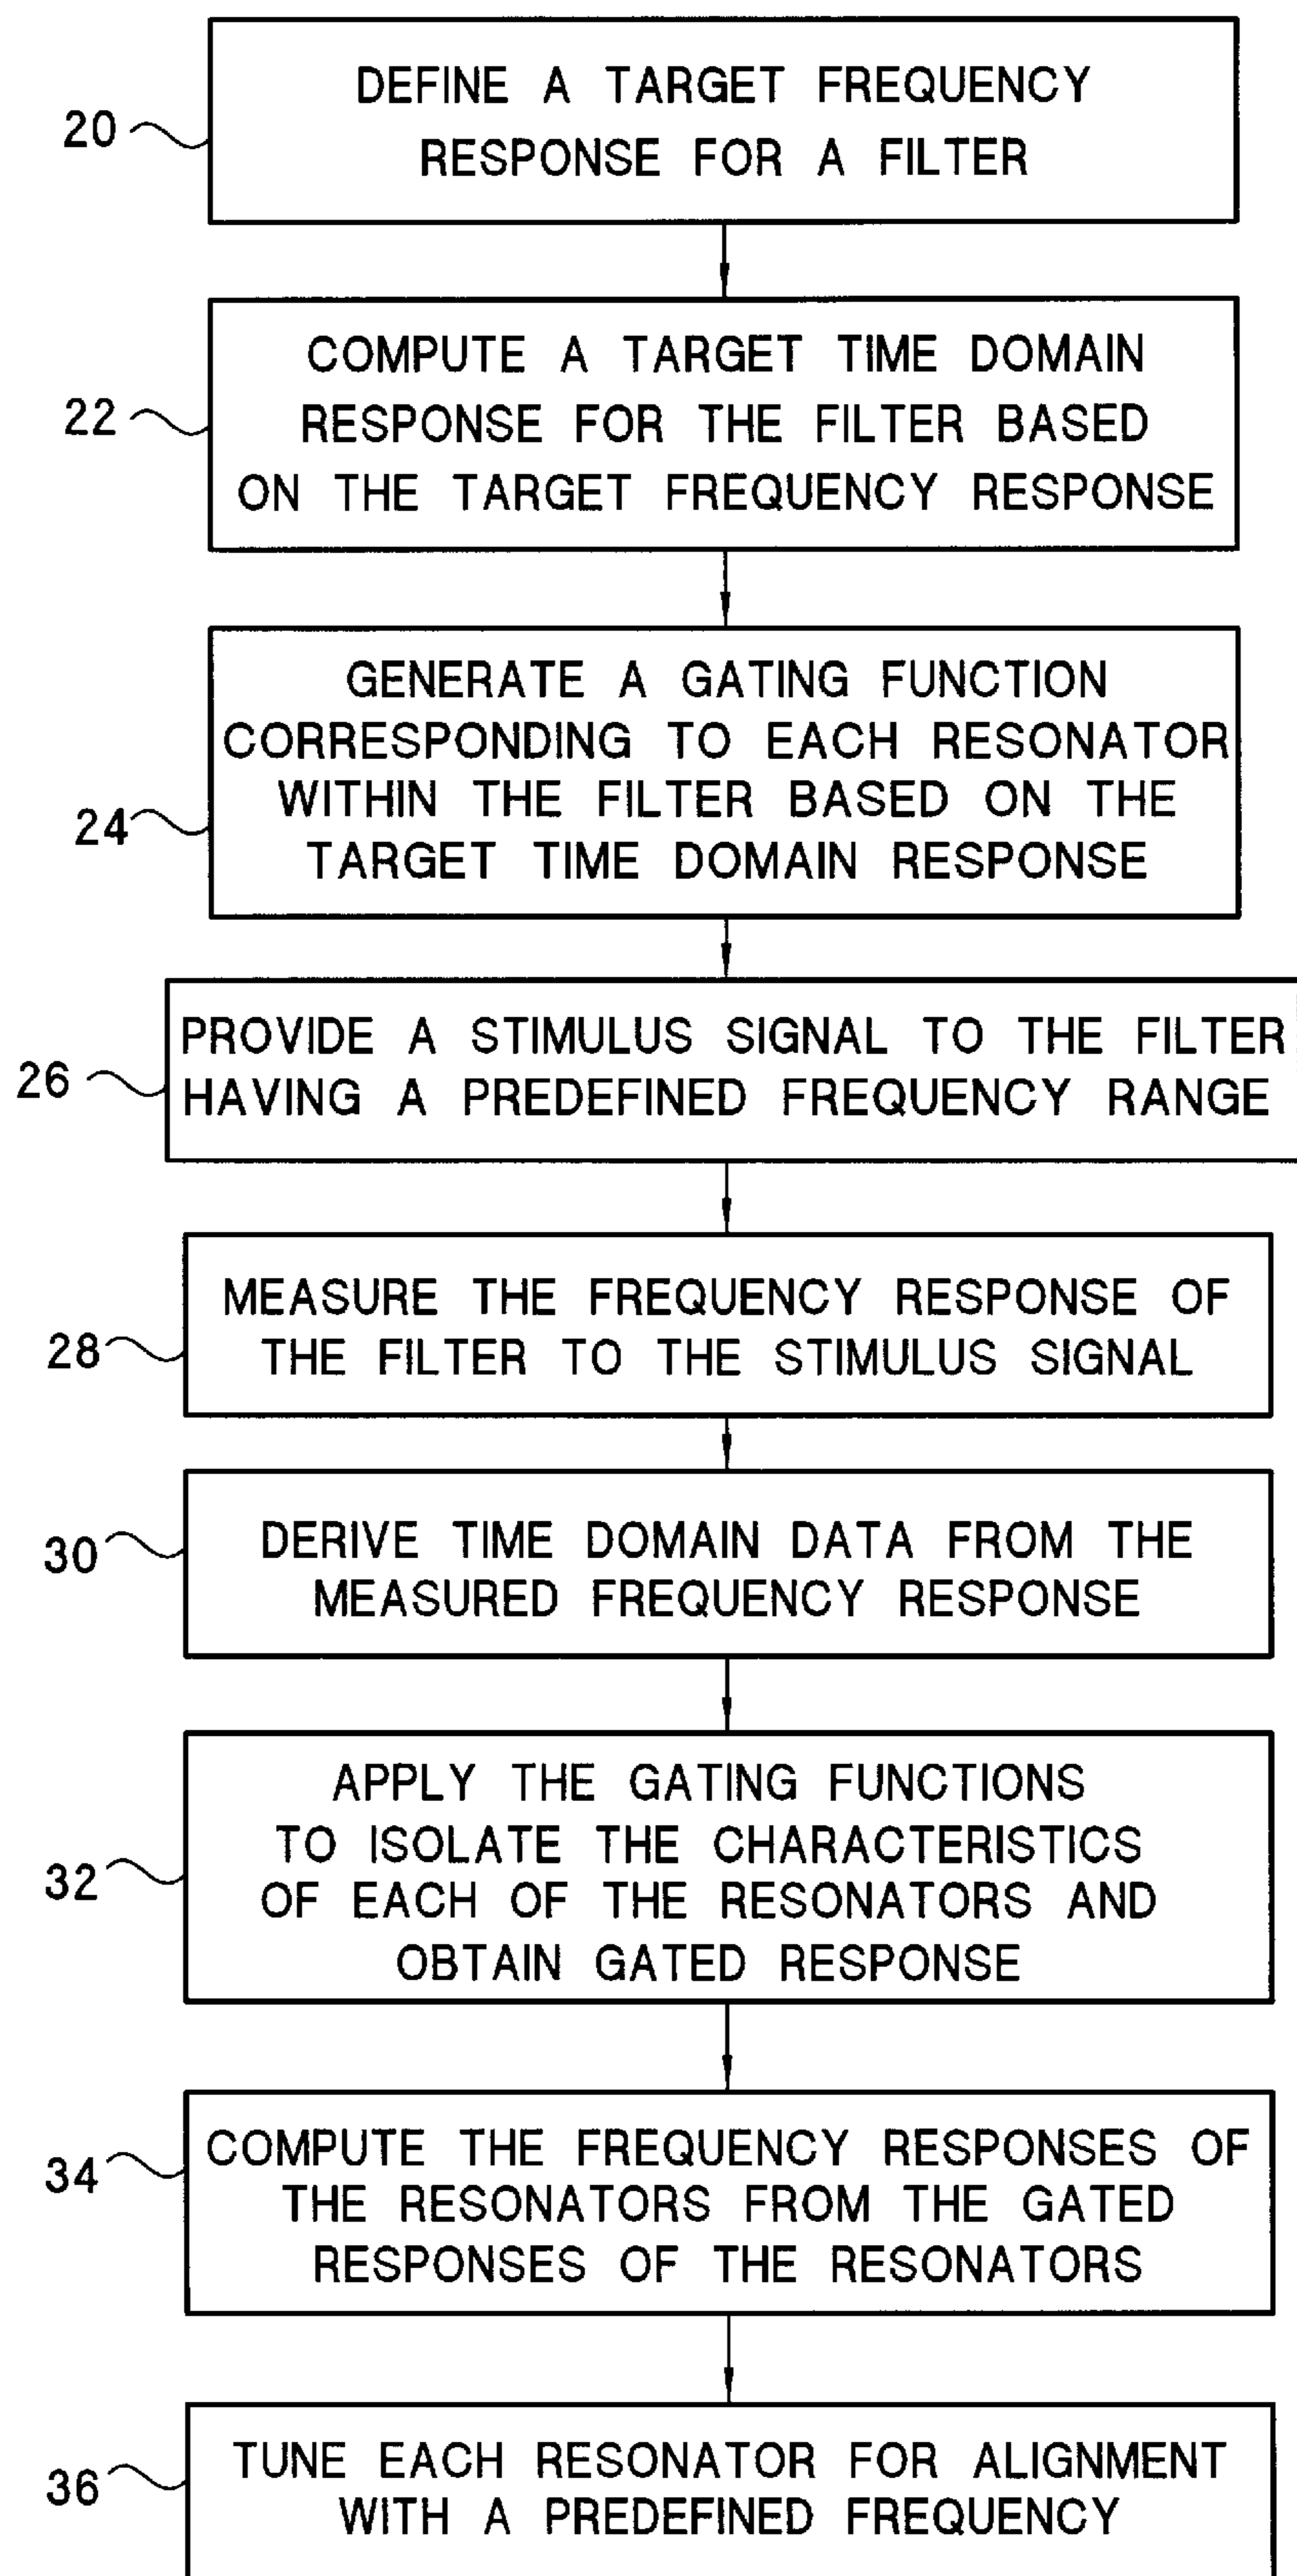 DEFINE A TARGET FREQUENCY
20
RESPONSE FOR A FILTER
COMPUTE A TARGET TIME DOMAIN
22
RESPONSE FOR THE FILTER BASED
ON THE TARGET FREQUENCY RESPONSE
GENERATE A GATING FUNCTION
CORRESPONDING TO EACH RESONATOR
WITHIN THE FILTER BASED ON THE
24
TARGET TIME DOMAIN RESPONSE
PROVIDE A STIMULUS SIGNAL TO THE FILTER
26
HAVING A PREDEFINED FREQUENCY RANGE
MEASURE THE FREQUENCY RESPONSE OF
28
THE FILTER TO THE STIMULUS SIGNAL
DERIVE TIME DOMAIN DATA FROM THE
30
MEASURED FREQUENCY RESPONSE
APPLY THE GATING FUNCTIONS
TO ISOLATE THE CHARACTERISTICS
32
OF EACH OF THE RESONATORS AND
OBTAIN GATED RESPONSE
COMPUTE THE FREQUENCY RESPONSES OF
34
THE RESONATORS FROM THE GATED
RESPONSES OF THE RESONATORS
TUNE EACH RESONATOR FOR ALIGNMENT
36
WITH A PREDEFINED FREQUENCY